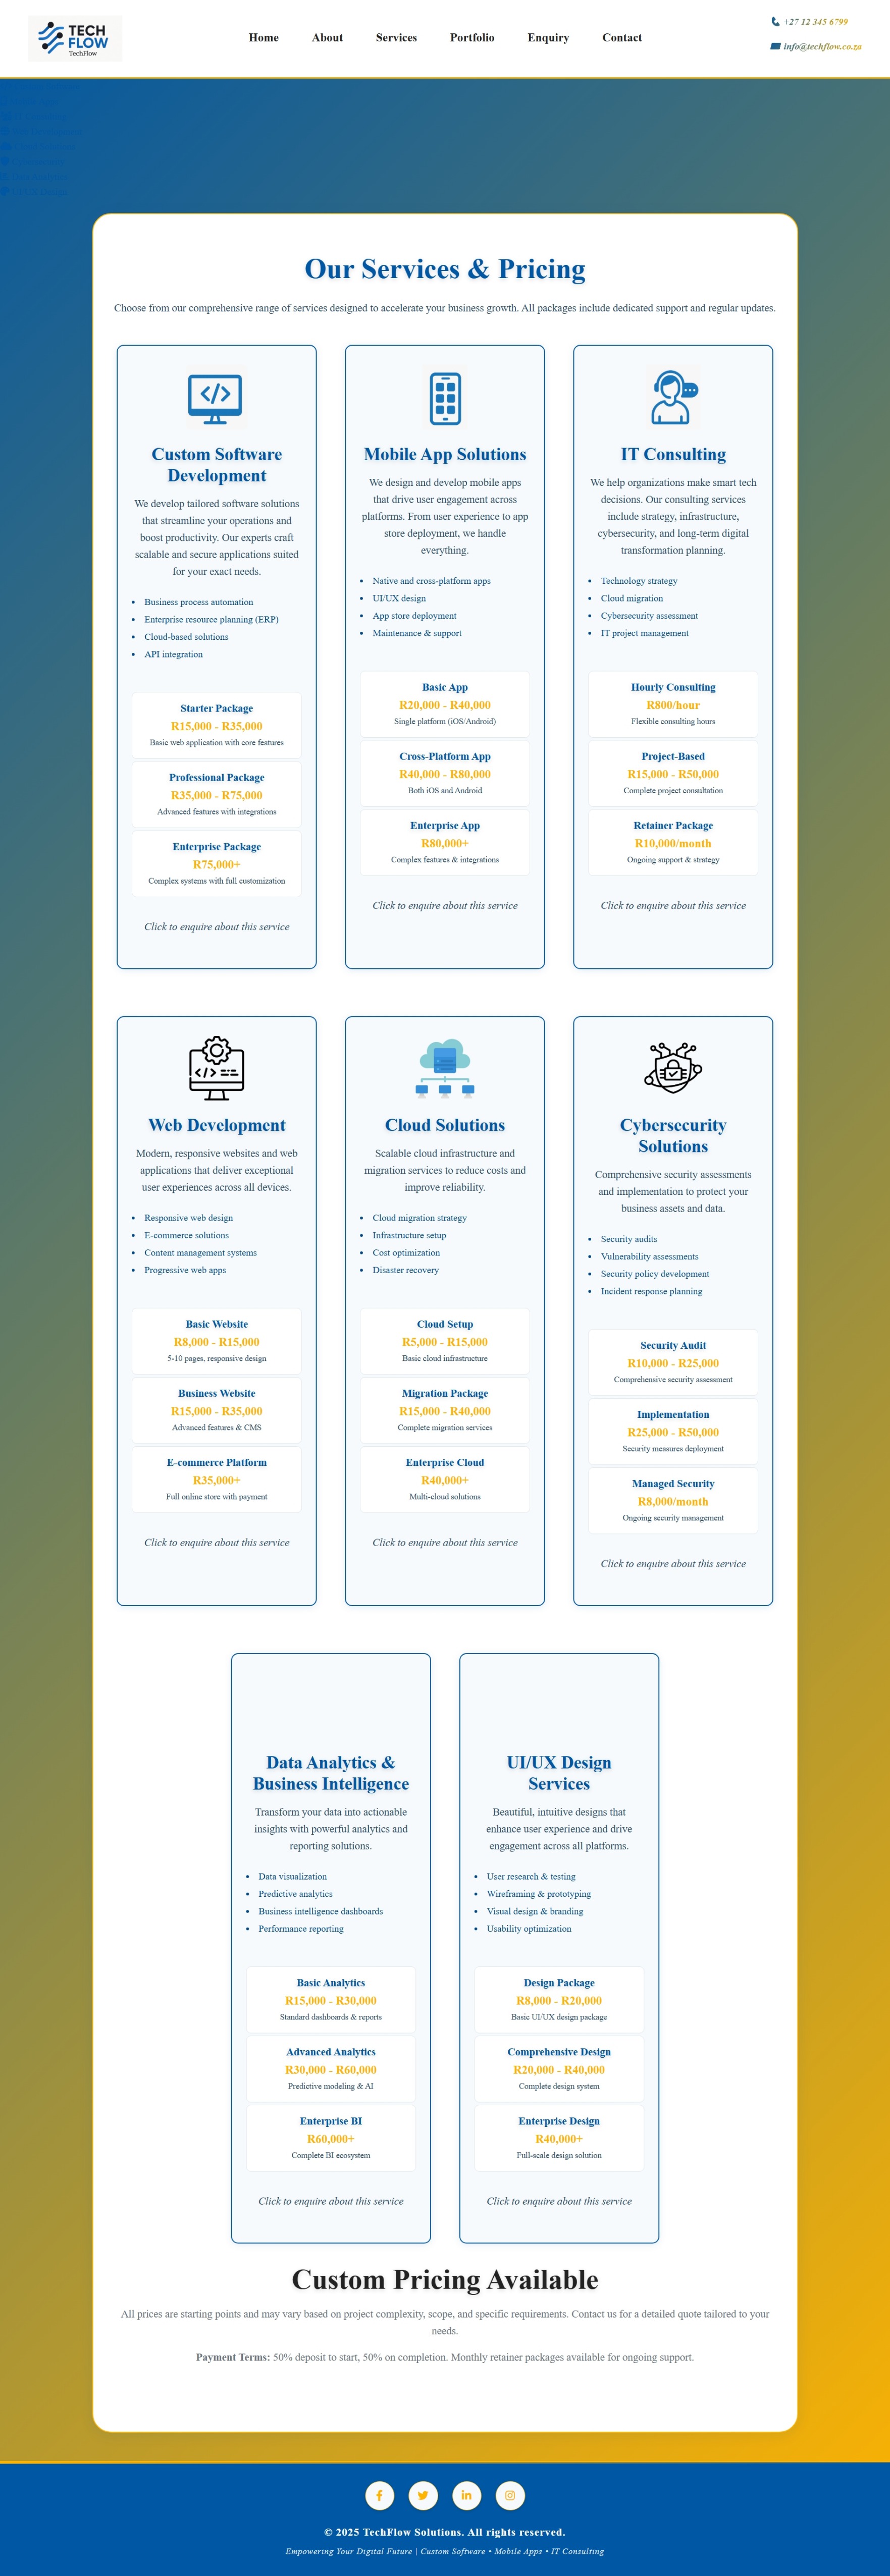 TECH
FLOW
TechFlow
Home
About
Services
Portfolio
Enquiry
Contact
+27 12 345 6799
info@techflow.co.za
Our Services & Pricing
Choose from our comprehensive range of services designed to accelerate your business growth. All packages include dedicated support and regular updates.
Custom Software
Development
We develop tailored software solutions
that streamline your operations and
boost productivity. Our experts craft
scalable and secure applications suited
for your exact needs.
• Business process automation
• Enterprise resource planning (ERP)
• Cloud-based solutions
• API integration
Starter Package
R15,000 - R35,000
Basic web application with core features
Professional Package
R35,000 - R75,000
Advanced features with integrations
Enterprise Package
R75,000+
Complex systems with full customization
Click to enquire about this service
Mobile App Solutions
We design and develop mobile apps
that drive user engagement across
platforms. From user experience to app
store deployment, we handle
everything.
• Native and cross-platform apps
• UI/UX design
• App store deployment
• Maintenance & support
Basic App
R20,000 - R40,000
Single platform (iOS/Android)
Cross-Platform App
R40,000 - R80,000
Both iOS and Android
Enterprise App
R80,000+
Complex features & integrations
Click to enquire about this service
IT Consulting
We help organizations make smart tech
decisions. Our consulting services
include strategy, infrastructure,
cybersecurity, and long-term digital
transformation planning.
• Technology strategy
• Cloud migration
• Cybersecurity assessment
• IT project management
Hourly Consulting
R800/hour
Flexible consulting hours
Project-Based
R15,000 - R50,000
Complete project consultation
Retainer Package
R10,000/month
Ongoing support & strategy
Click to enquire about this service
Web Development
Modern, responsive websites and web
applications that deliver exceptional
user experiences across all devices.
• Responsive web design
• E-commerce solutions
• Content management systems
• Progressive web apps
Basic Website
R8,000 - R15,000
5-10 pages, responsive design
Business Website
R15,000 - R35,000
Advanced features & CMS
E-commerce Platform
R35,000+
Full online store with payment
Click to enquire about this service
Cloud Solutions
Scalable cloud infrastructure and
migration services to reduce costs and
improve reliability.
• Cloud migration strategy
• Infrastructure setup
• Cost optimization
• Disaster recovery
Cloud Setup
R5,000 - R15,000
Basic cloud infrastructure
Migration Package
R15,000 - R40,000
Complete migration services
Enterprise Cloud
R40,000+
Multi-cloud solutions
Click to enquire about this service
Cybersecurity
Solutions
Comprehensive security assessments
and implementation to protect your
business assets and data.
• Security audits
• Vulnerability assessments
• Security policy development
• Incident response planning
Security Audit
R10,000 - R25,000
Comprehensive security assessment
Implementation
R25,000 - R50,000
Security measures deployment
Managed Security
R8,000/month
Ongoing security management
Click to enquire about this service
Data Analytics &
Business Intelligence
Transform your data into actionable
insights with powerful analytics and
reporting solutions.
• Data visualization
• Predictive analytics
• Business intelligence dashboards
• Performance reporting
Basic Analytics
R15,000 - R30,000
Standard dashboards & reports
Advanced Analytics
R30,000 - R60,000
Predictive modeling & AI
Enterprise BI
R60,000+
Complete BI ecosystem
Click to enquire about this service
UI/UX Design
Services
Beautiful, intuitive designs that
enhance user experience and drive
engagement across all platforms.
• User research & testing
• Wireframing & prototyping
• Visual design & branding
• Usability optimization
Design Package
R8,000 - R20,000
Basic UI/UX design package
Comprehensive Design
R20,000 - R40,000
Complete design system
Enterprise Design
R40,000+
Full-scale design solution
Click to enquire about this service
Custom Pricing Available
All prices are starting points and may vary based on project complexity, scope, and specific requirements. Contact us for a detailed quote tailored to your
needs.
Payment Terms: 50% deposit to start, 50% on completion. Monthly retainer packages available for ongoing support.
© 2025 TechFlow Solutions. All rights reserved.
Empowering Your Digital Future | Custom Software • Mobile Apps • IT Consulting